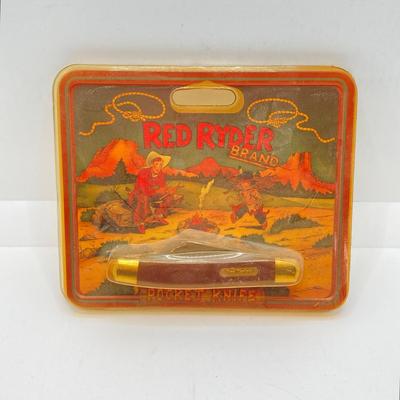 RED RYDER
BRAND
POCKET KNIFE